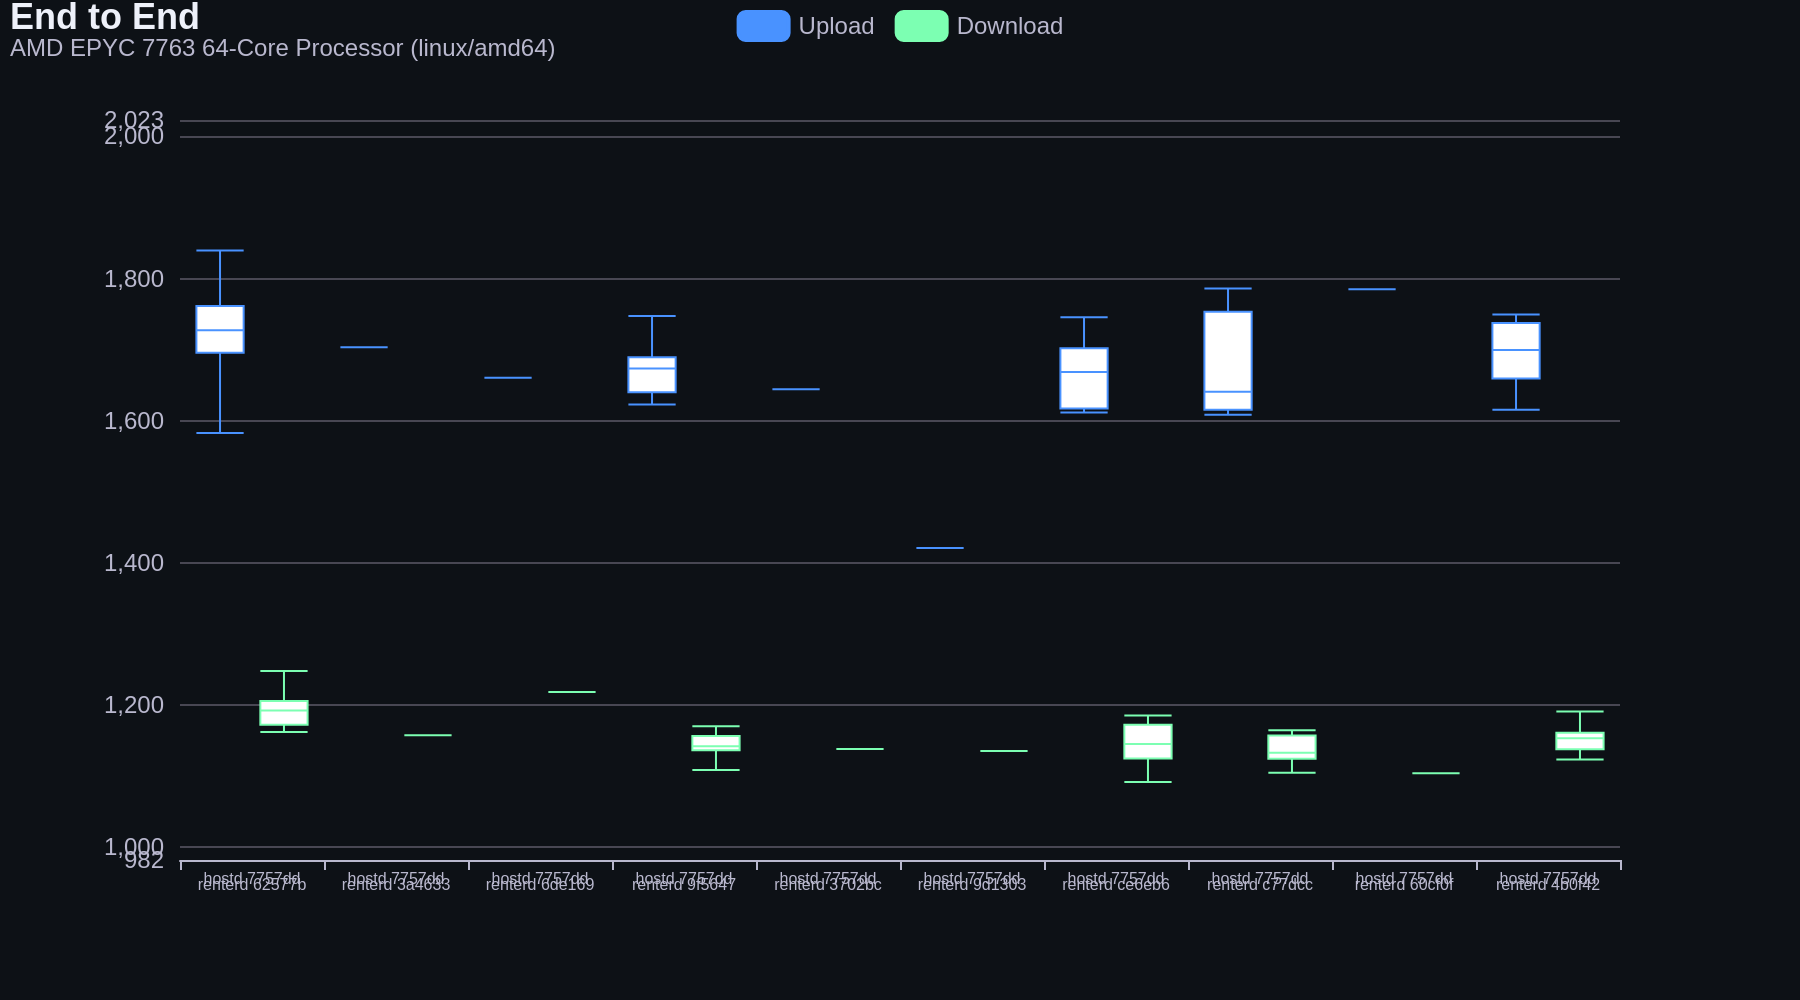 End to End
AMD EPYC 7763 64-Core Processor (linux/amd64)
Upload
Download
2,023
2,000
1,800
1,600
1,400
1,200
1,000
982
hostd 7757dd
renterd 62577b
hostd 7757dd
renterd 3a4633
hostd 7757dd
renterd 6de169
hostd 7757dd
renterd 9f5647
hostd 7757dd
renterd 3702bc
hostd 7757dd
renterd 9d1303
hostd 7757dd
renterd ce6eb6
hostd 7757dd
renterd c77dcc
hostd 7757dd
renterd 60cf0f
hostd 7757dd
renterd 4b0f42